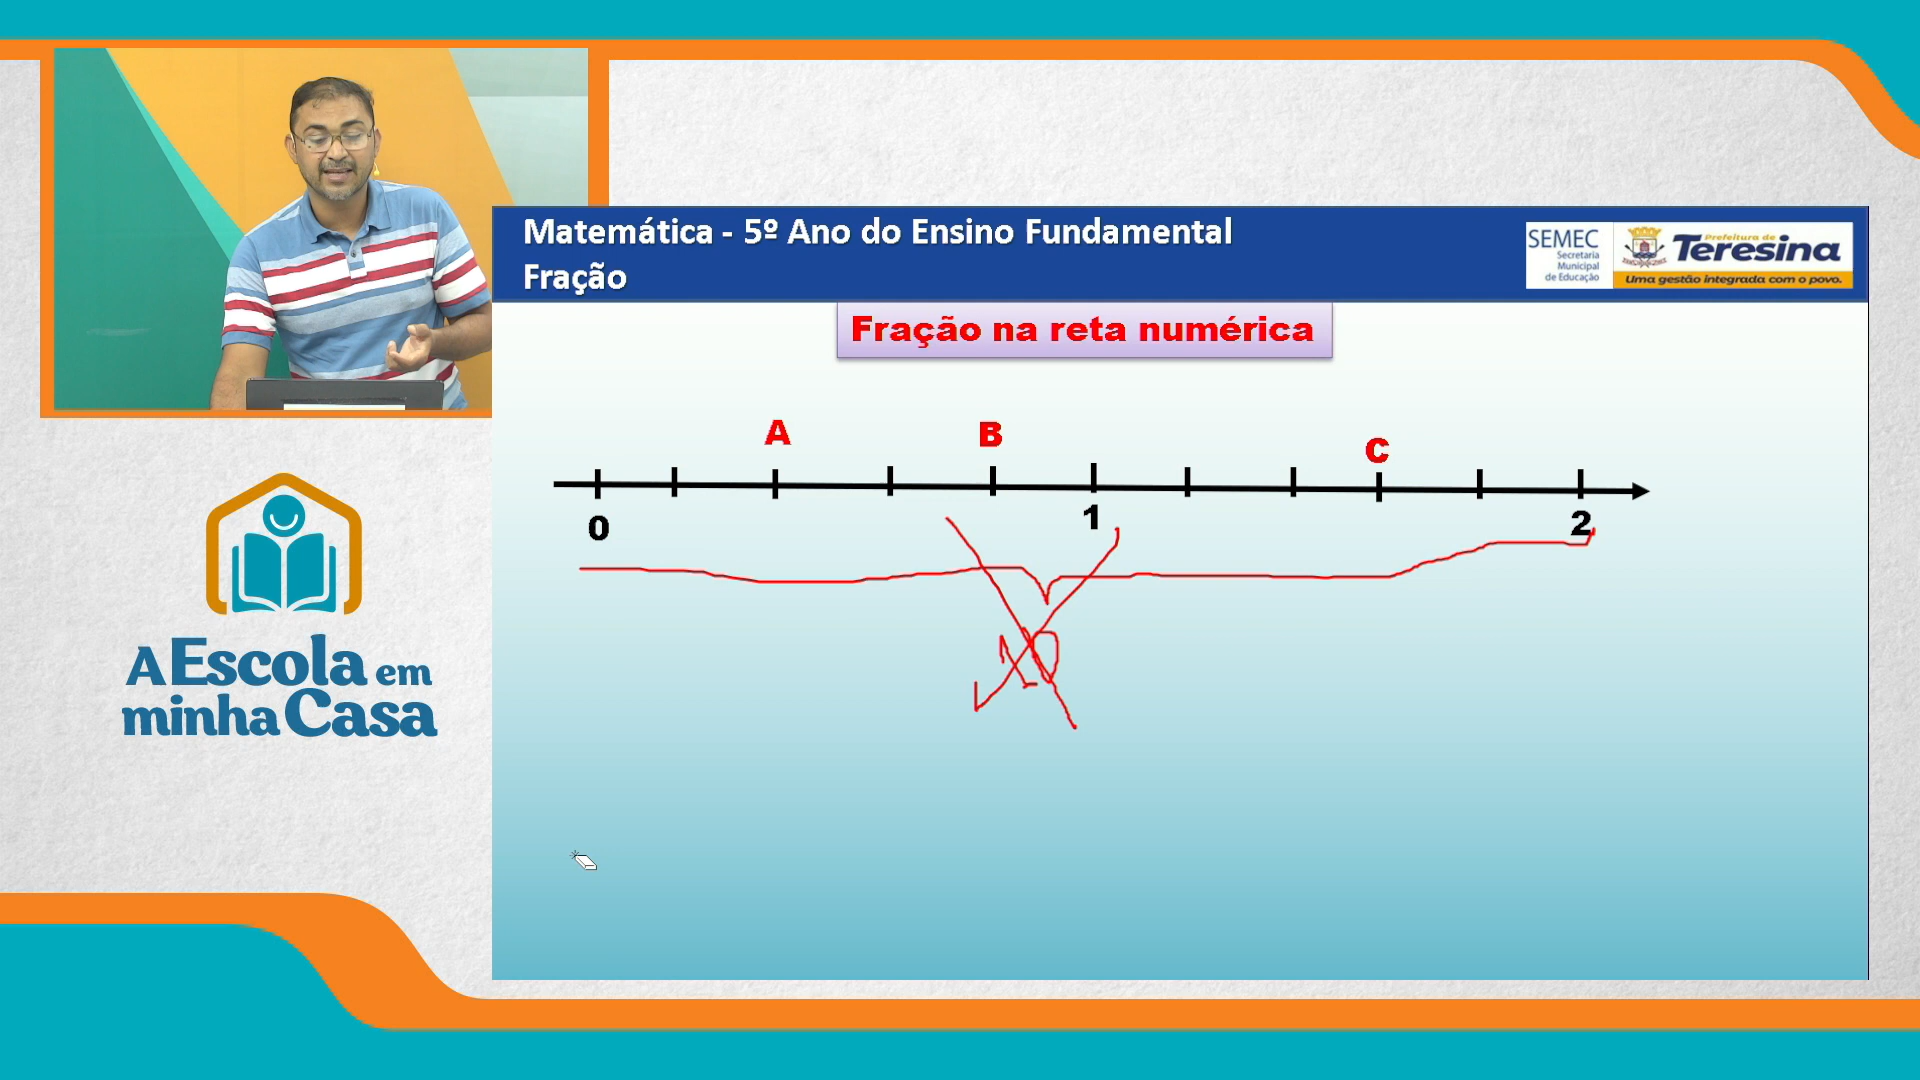 Matemática - 5º Ano do Ensino Fundamental
Fração
SEMEC
Secretaria
Municipal
de Educação
Prefeitura de
Teresina
Uma gestão integrada com o povo.
Fração na reta numérica
A
B
C
0
1
2
10
A Escola em
minha Casa